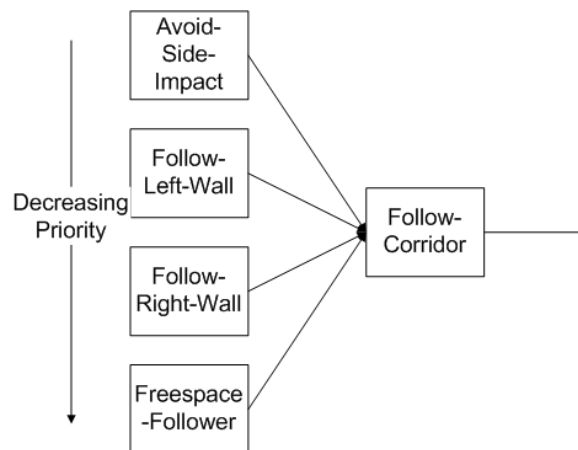 Avoid-
Side-
Impact
Follow-
Left-Wall
Decreasing
Priority
Follow-
Corridor
Follow-
Right-Wall
Freespace
-Follower